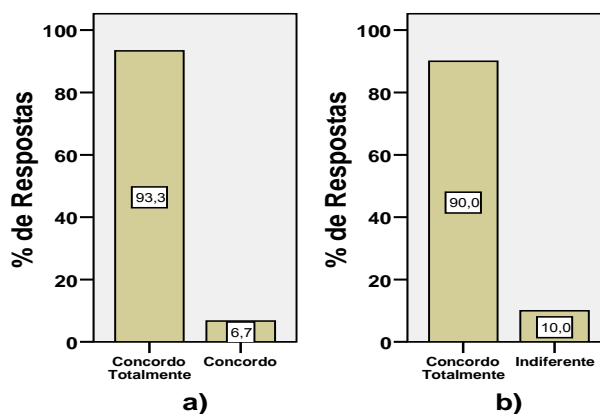 % de Respostas
100
80
60
40
20
0
93,3
6,7
Concordo
Totalmente
Concordo
a)
% de Respostas
100
80
60
40
20
0
90,0
10,0
Concordo
Totalmente
Indiferente
b)